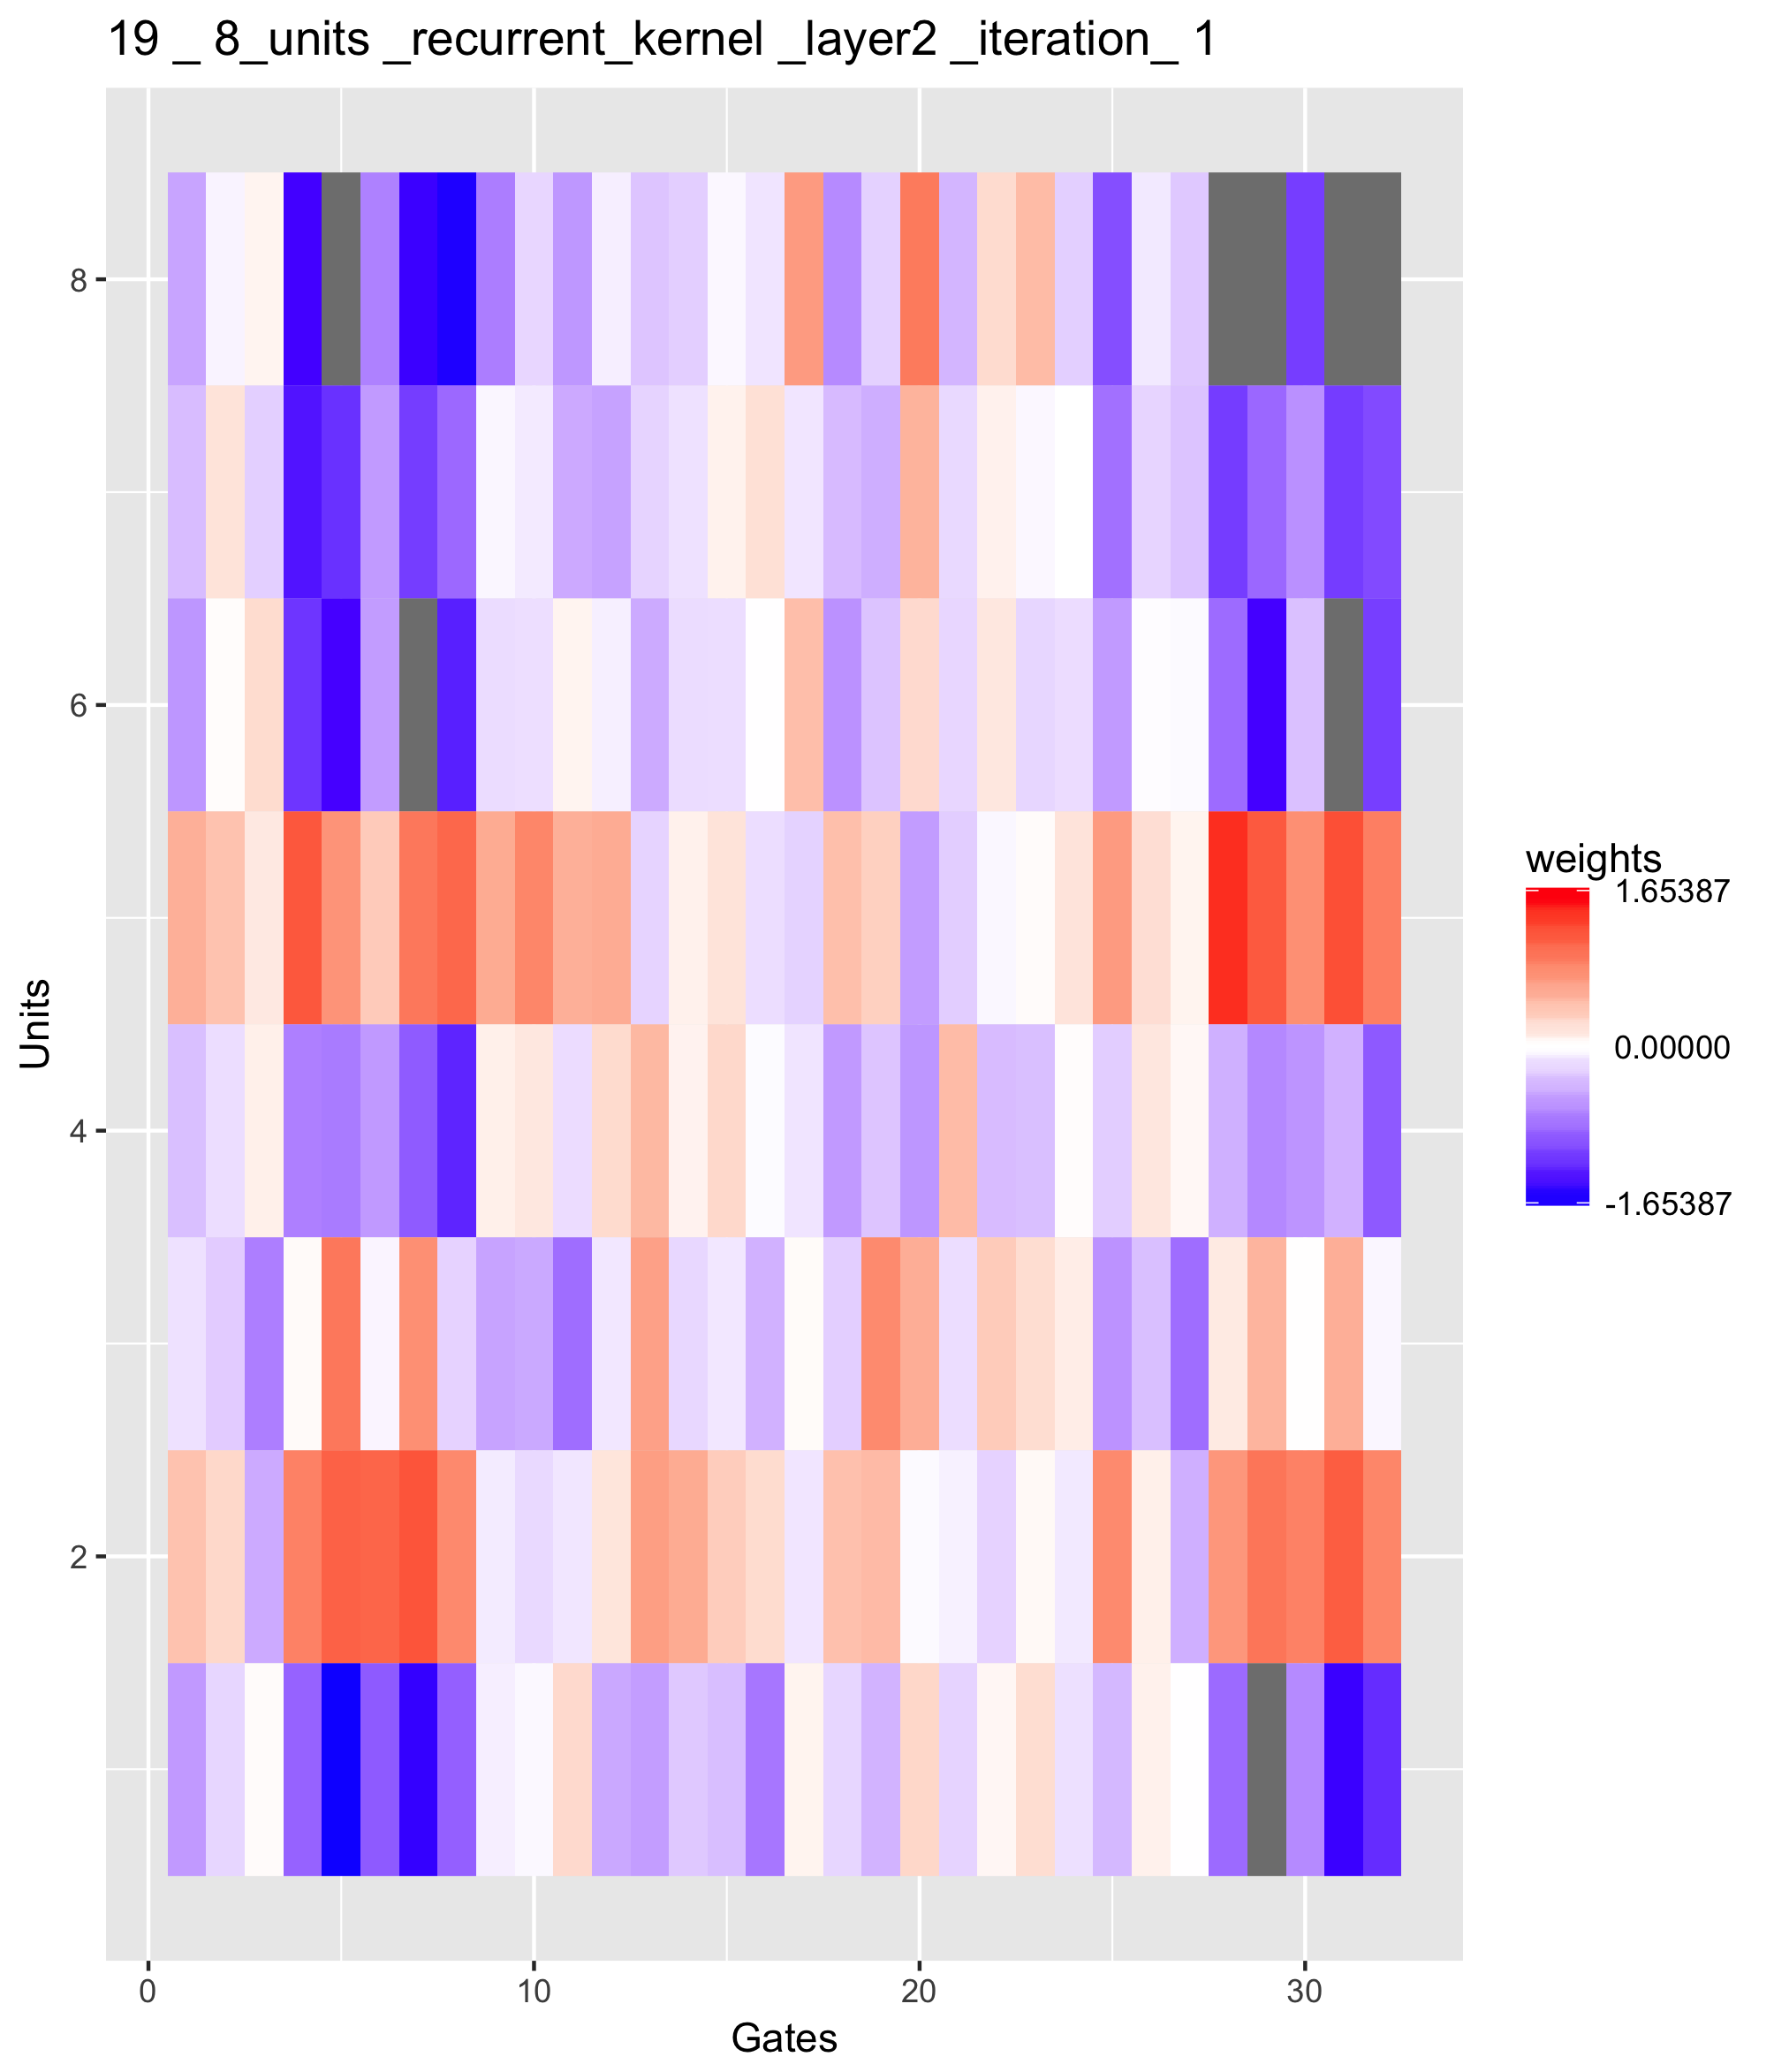 19 _ 8_units _recurrent_kernel _layer2 _iteration_ 1
8
6
4
2
Units
0 10 20 30
Gates
weights
1.65387
0.00000
-1.65387